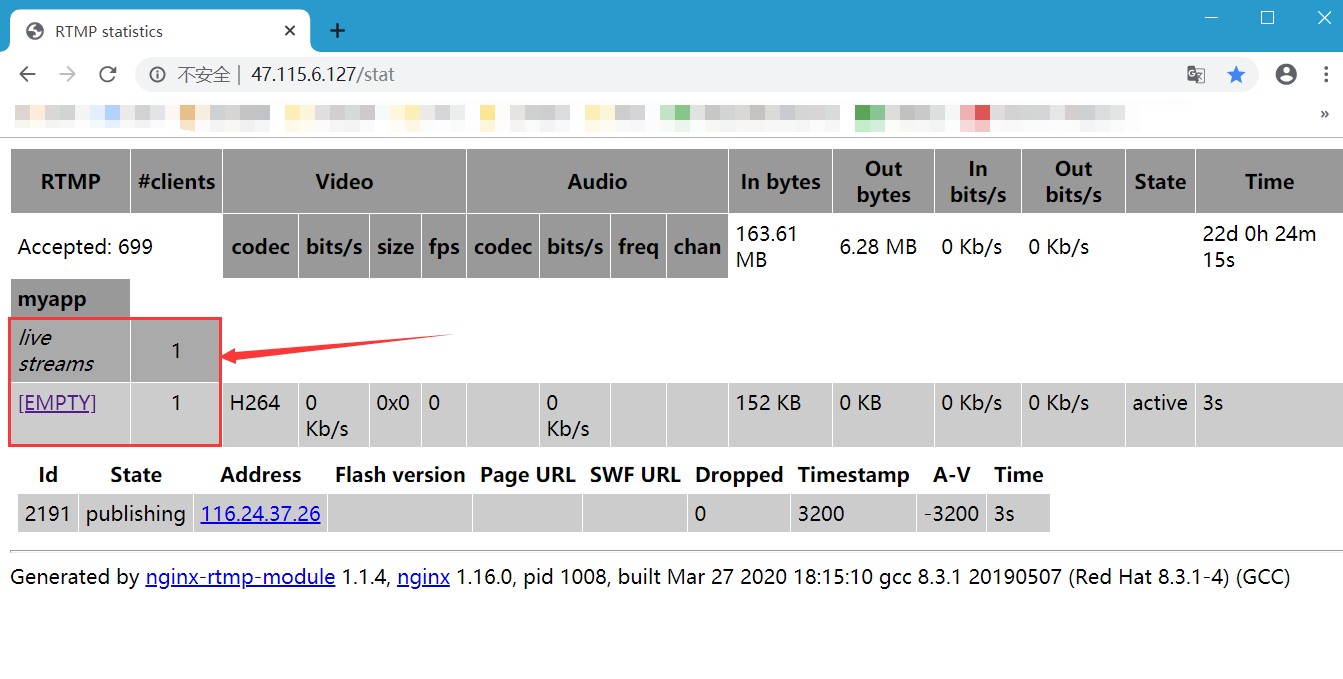 RTMP statistics
不安全 | 47.115.6.127/stat
»
RTMP #clients Video Audio In bytes Out bytes In bits/s Out bits/s State Time
Accepted: 699 codec bits/s size fps codec bits/s freq chan 163.61 MB 6.28 MB 0 Kb/s 0 Kb/s 22d 0h 24m 15s
myapp
live streams 1
[EMPTY] 1 H264 0 Kb/s 0x0 0 0 Kb/s 152 KB 0 KB 0 Kb/s 0 Kb/s active 3s
Id State Address Flash version Page URL SWF URL Dropped Timestamp A-V Time
2191 publishing 116.24.37.26 0 3200 -3200 3s
Generated by nginx-rtmp-module 1.1.4, nginx 1.16.0, pid 1008, built Mar 27 2020 18:15:10 gcc 8.3.1 20190507 (Red Hat 8.3.1-4) (GCC)